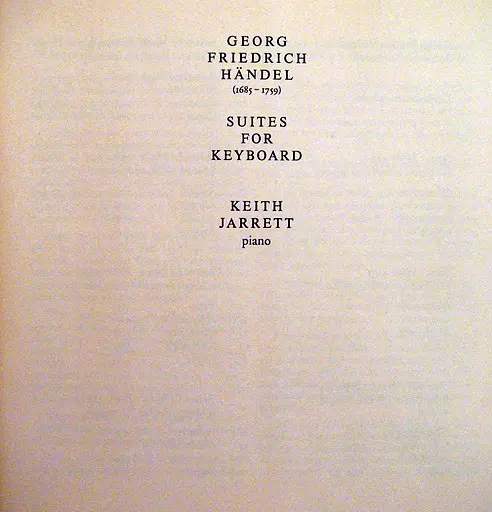 GEORG
FRIEDRICH
HÄNDEL
(1685 – 1759)
SUITES
FOR
KEYBOARD
KEITH
JARRETT
piano